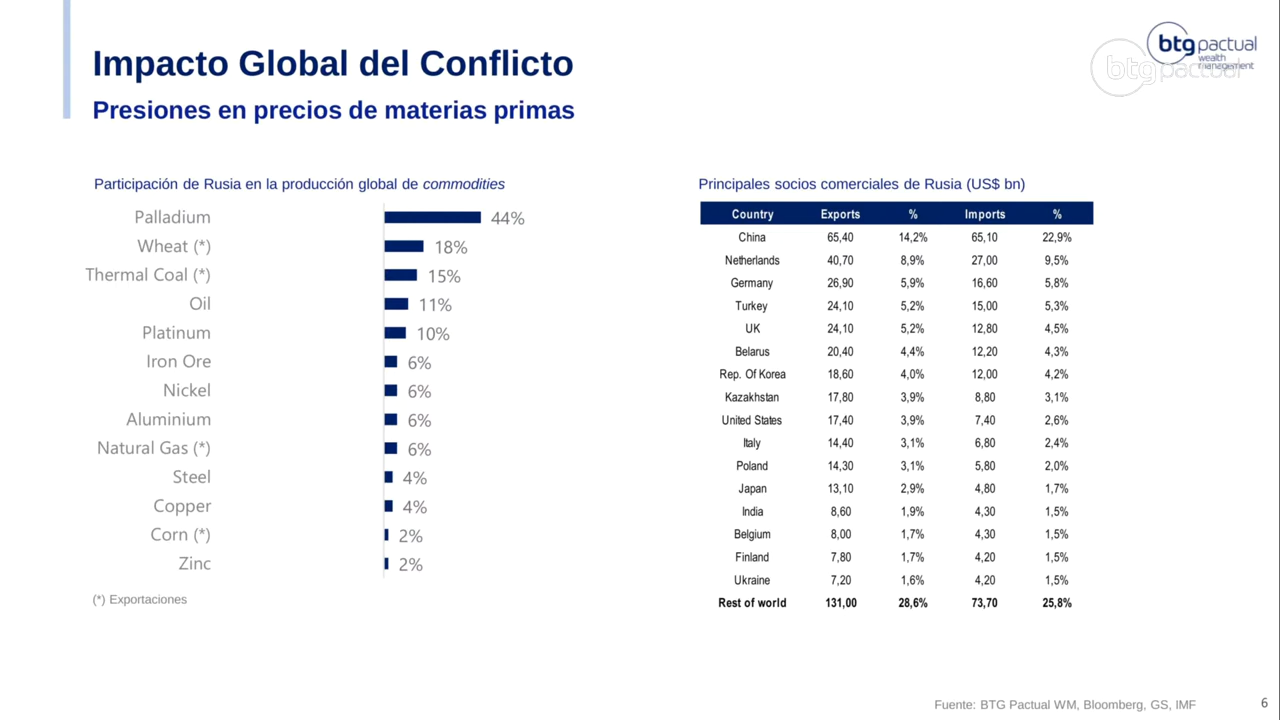 Impacto Global del Conflicto
Presiones en precios de materias primas
btg pactual
wealth
management
btg pactual
Participación de Rusia en la producción global de commodities
Palladium 44%
Wheat (*) 18%
Thermal Coal (*) 15%
Oil 11%
Platinum 10%
Iron Ore 6%
Nickel 6%
Aluminium 6%
Natural Gas (*) 6%
Steel 4%
Copper 4%
Corn (*) 2%
Zinc 2%
(*) Exportaciones
Principales socios comerciales de Rusia (US$ bn)
Country Exports % Imports %
China 65,40 14,2% 65,10 22,9%
Netherlands 40,70 8,9% 27,00 9,5%
Germany 26,90 5,9% 16,60 5,8%
Turkey 24,10 5,2% 15,00 5,3%
UK 24,10 5,2% 12,80 4,5%
Belarus 20,40 4,4% 12,20 4,3%
Rep. Of Korea 18,60 4,0% 12,00 4,2%
Kazakhstan 17,80 3,9% 8,80 3,1%
United States 17,40 3,9% 7,40 2,6%
Italy 14,40 3,1% 6,80 2,4%
Poland 14,30 3,1% 5,80 2,0%
Japan 13,10 2,9% 4,80 1,7%
India 8,60 1,9% 4,30 1,5%
Belgium 8,00 1,7% 4,30 1,5%
Finland 7,80 1,7% 4,20 1,5%
Ukraine 7,20 1,6% 4,20 1,5%
Rest of world 131,00 28,6% 73,70 25,8%
Fuente: BTG Pactual WM, Bloomberg, GS, IMF
6